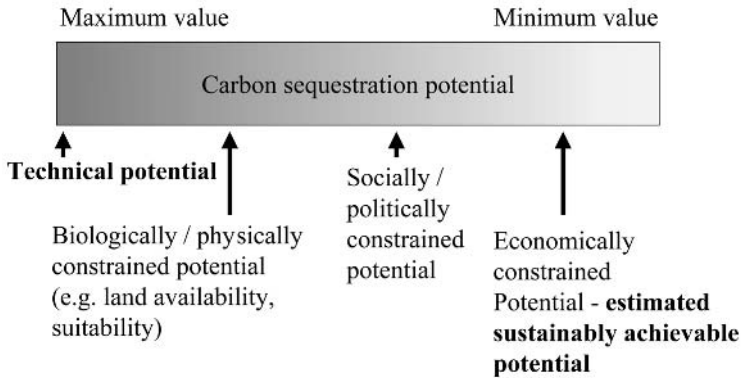 Maximum value
Minimum value
Carbon sequestration potential
Technical potential
Biologically / physically
constrained potential
(e.g. land availability,
suitability)
Socially /
politically
constrained
potential
Economically
constrained
Potential - estimated
sustainably achievable
potential